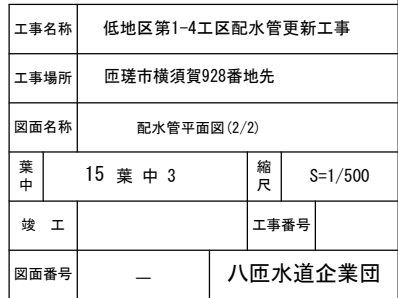 工事名称 低地区第1-4工区配水管更新工事
工事場所 匝瑳市横須賀928番地先
図面名称 配水管平面図(2/2)
葉中 15 葉 中 3 縮尺 S=1/500
竣 工 工事番号
図面番号 — 八匝水道企業団